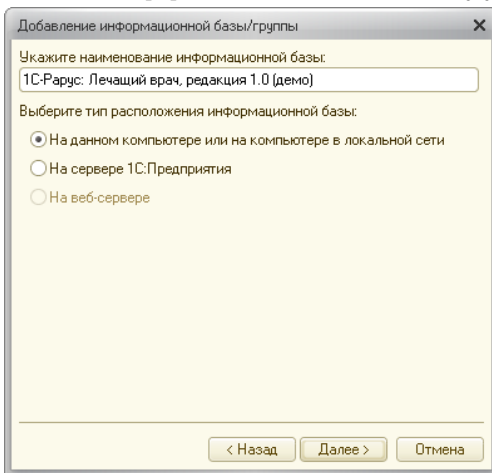 Добавление информационной базы/группы
Укажите наименование информационной базы:
1С-Рарус: Лечащий врач, редакция 1.0 (демо)
Выберите тип расположения информационной базы:
На данном компьютере или на компьютере в локальной сети
На сервере 1С:Предприятия
На веб-сервере
< Назад Далее > Отмена